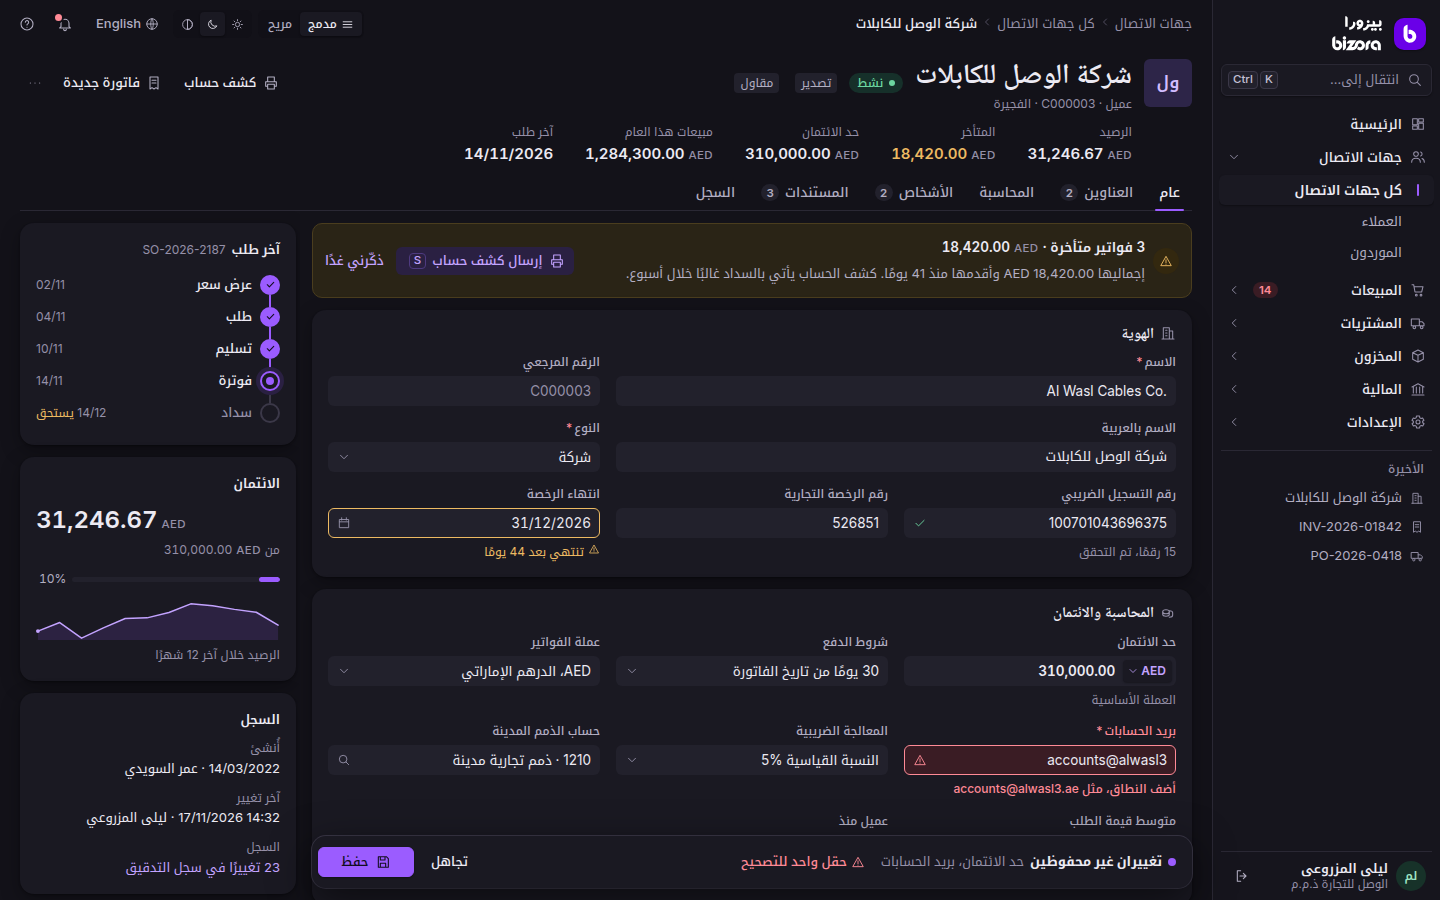 بيزورا
bizora
انتقال إلى...
Ctrl K
الرئيسية
جهات الاتصال
كل جهات الاتصال
العملاء
الموردون
المبيعات 14
المشتريات
المخزون
المالية
الإعدادات
الأخيرة
شركة الوصل للكابلات
INV-2026-01842
PO-2026-0418
لم
ليلى المزروعي
الوصل للتجارة ذ.م.م
جهات الاتصال
كل جهات الاتصال
شركة الوصل للكابلات
مدمج
مريح
English
ول
شركة الوصل للكابلات
نشط
تصدير
مقاول
عميل · C000003 · الفجيرة
كشف حساب
فاتورة جديدة
الرصيد
31,246.67 AED
المتأخر
18,420.00 AED
حد الائتمان
310,000.00 AED
مبيعات هذا العام
1,284,300.00 AED
آخر طلب
14/11/2026
عام
العناوين 2
الأشخاص 2
المحاسبة
المستندات 3
السجل
3 فواتير متأخرة · 18,420.00 AED
إجماليها 18,420.00 AED وأقدمها منذ 41 يومًا. كشف الحساب يأتي بالسداد غالبًا خلال أسبوع.
إرسال كشف حساب S
ذكّرني غدًا
الهوية
الاسم *
Al Wasl Cables Co.
الرقم المرجعي
C000003
الاسم بالعربية
شركة الوصل للكابلات
النوع *
شركة
رقم التسجيل الضريبي
100701043696375
15 رقمًا، تم التحقق
رقم الرخصة التجارية
526851
انتهاء الرخصة
31/12/2026
تنتهي بعد 44 يومًا
المحاسبة والائتمان
حد الائتمان
AED 310,000.00
العملة الأساسية
شروط الدفع
30 يومًا من تاريخ الفاتورة
عملة الفواتير
AED، الدرهم الإماراتي
بريد الحسابات *
accounts@alwasl3
أضف النطاق، مثل accounts@alwasl3.ae
المعالجة الضريبية
النسبة القياسية 5%
حساب الذمم المدينة
1210 · ذمم تجارية مدينة
متوسط قيمة الطلب
عميل منذ
تغييران غير محفوظين
حد الائتمان، بريد الحسابات
حقل واحد للتصحيح
تجاهل
حفظ
آخر طلب SO-2026-2187
عرض سعر 02/11
طلب 04/11
تسليم 10/11
فوترة 14/11
سداد 14/12 يستحق
الائتمان
31,246.67 AED
من 310,000.00 AED
10%
الرصيد خلال آخر 12 شهرًا
السجل
أنشئ
14/03/2022 · عمر السويدي
آخر تغيير
17/11/2026 14:32 · ليلى المزروعي
السجل
23 تغييرًا في سجل التدقيق